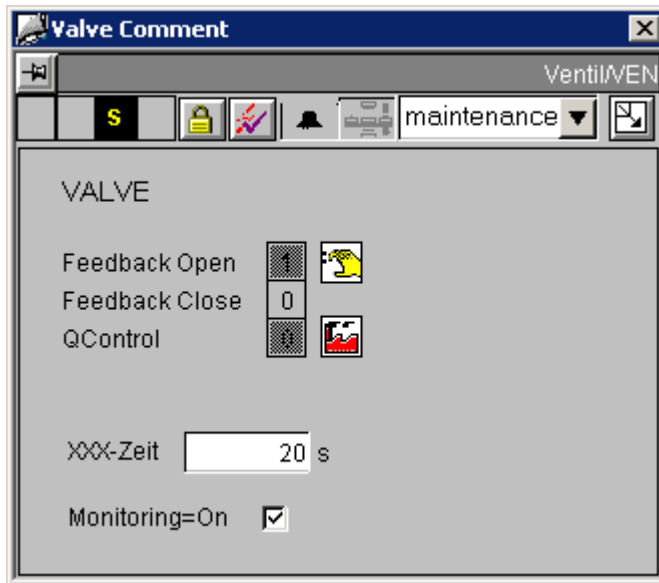 Valve Comment
Ventil/VEN
S
maintenance
VALVE
Feedback Open 1
Feedback Close 0
QControl 0
XXX-Zeit 20 s
Monitoring=On